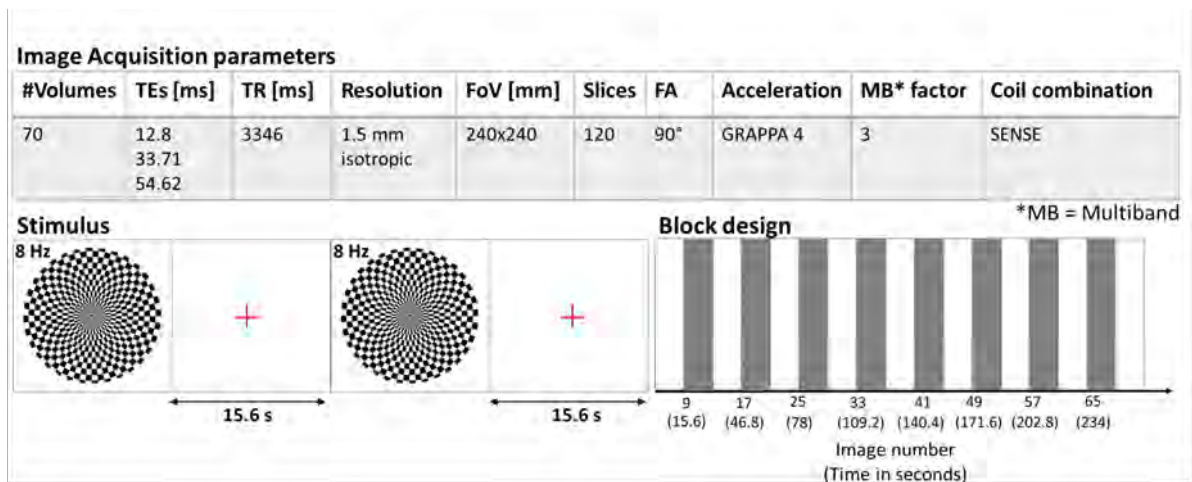 Image Acquisition parameters
#Volumes TEs [ms] TR [ms] Resolution FoV [mm] Slices FA Acceleration MB* factor Coil combination
70 12.8 3346 1.5 mm 240x240 120 90° GRAPPA 4 3 SENSE
33.71 isotropic
54.62
*MB = Multiband
Stimulus
Block design
8 Hz 8 Hz
15.6 s 15.6 s
9 17 25 33 41 49 57 65
(15.6) (46.8) (78) (109.2) (140.4) (171.6) (202.8) (234)
Image number
(Time in seconds)